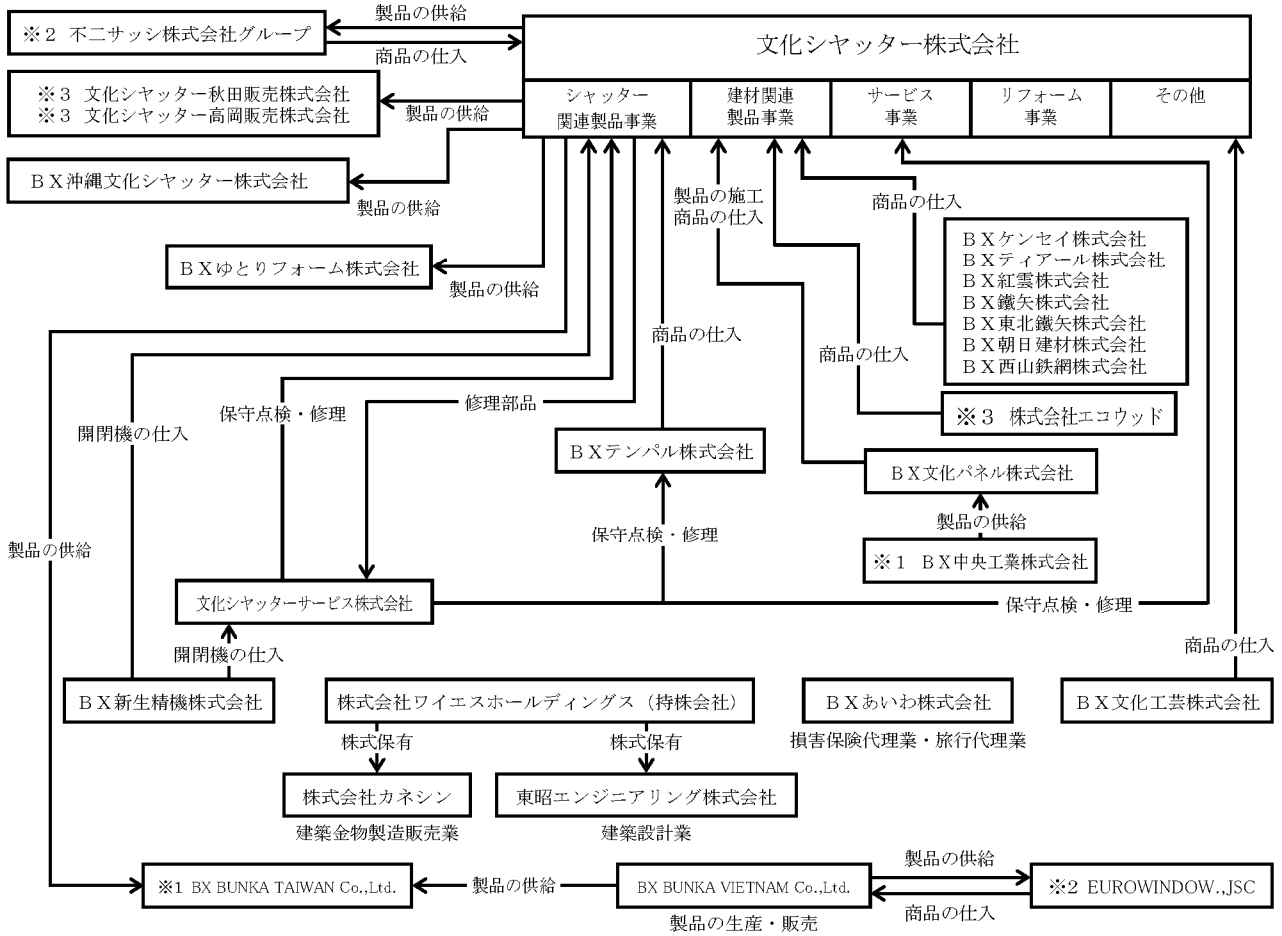 製品の供給
※2 不二サッシ株式会社グループ
商品の仕入
文化シヤッター株式会社
※3 文化シヤッター秋田販売株式会社
※3 文化シヤッター高岡販売株式会社
製品の供給
シャッター
関連製品事業
建材関連
製品事業
サービス
事業
リフォーム
事業
その他
BX沖縄文化シヤッター株式会社
製品の供給
製品の施工
商品の仕入
商品の仕入
BXゆとりフォーム株式会社
製品の供給
BXケンセイ株式会社
BXティアール株式会社
BX紅雲株式会社
BX鐵矢株式会社
BX東北鐵矢株式会社
BX朝日建材株式会社
BX西山鉄網株式会社
商品の仕入
商品の仕入
保守点検・修理
修理部品
開閉機の仕入
※3 株式会社エコウッド
BXテンパル株式会社
BX文化パネル株式会社
製品の供給
保守点検・修理
製品の供給
※1 BX中央工業株式会社
文化シヤッターサービス株式会社
保守点検・修理
開閉機の仕入
商品の仕入
BX新生精機株式会社
株式会社ワイエスホールディングス（持株会社）
BXあいわ株式会社
BX文化工芸株式会社
株式保有
株式保有
損害保険代理業・旅行代理業
株式会社カネシン
東昭エンジニアリング株式会社
建築金物製造販売業
建築設計業
※1 BX BUNKA TAIWAN Co.,Ltd.
製品の供給
BX BUNKA VIETNAM Co.,Ltd.
製品の供給
※2 EUROWINDOW.,JSC
商品の仕入
製品の生産・販売